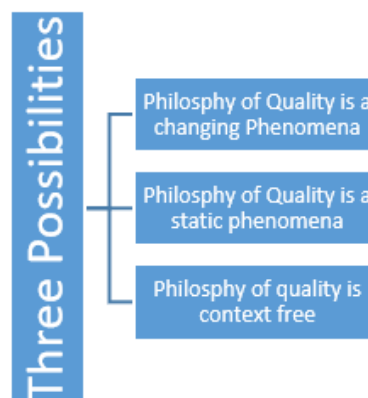 Three Possibilities
Philosphy of Quality is a
changing Phenomena
Philosphy of Quality is a
static phenomena
Philosphy of quality is
context free